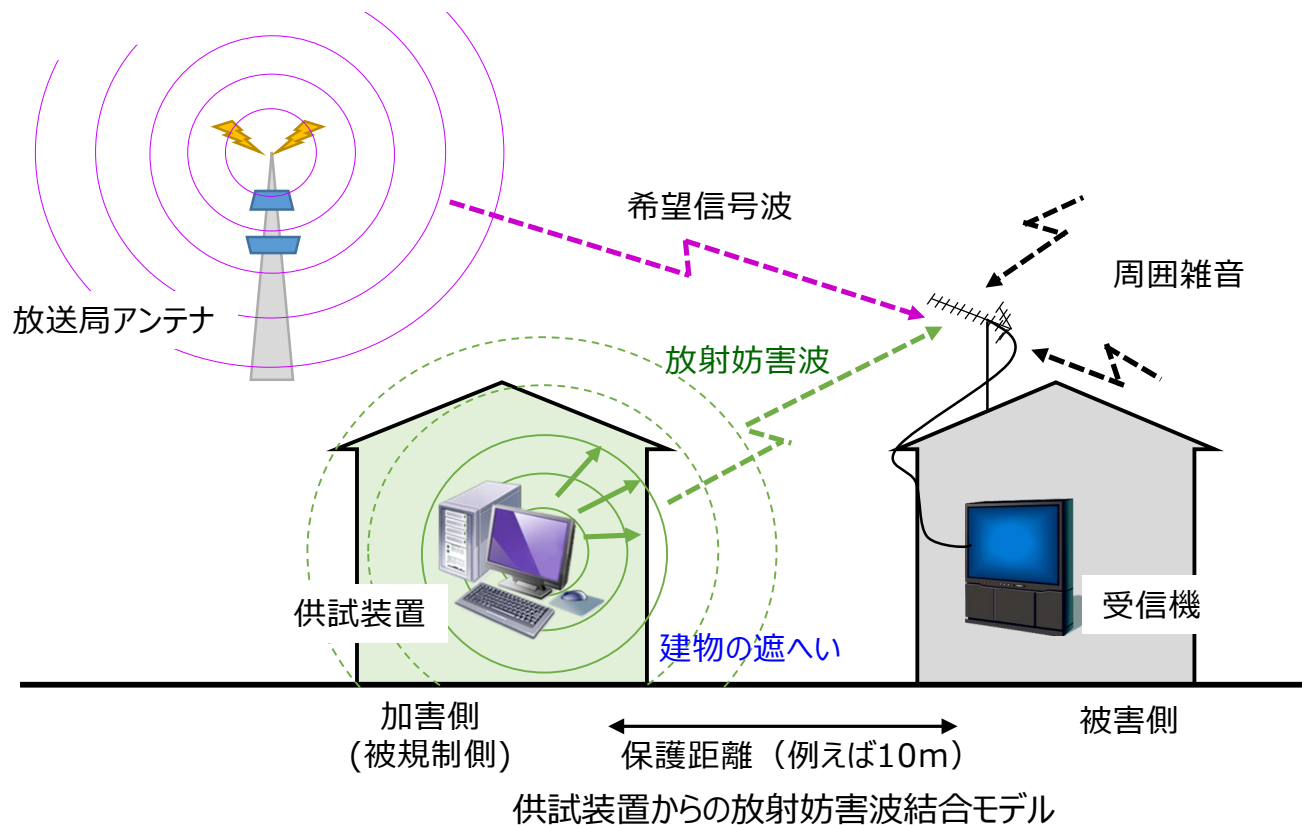 希望信号波
周囲雑音
放送局アンテナ
放射妨害波
供試装置
受信機
建物の遮へい
加害側
(被規制側)
被害側
保護距離（例えば10m）
供試装置からの放射妨害波結合モデル